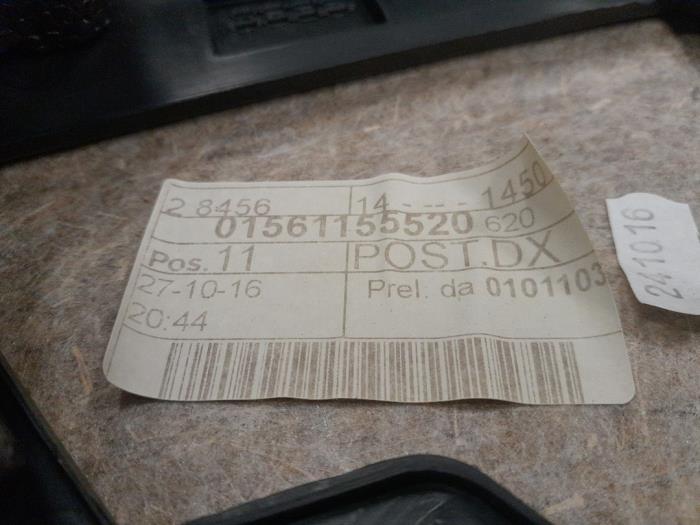 2 8456 14 - -- - 1450
01561155520 620
Pos. 11 POST.DX
27-10-16 Prel. da 0101103
20:44
241016